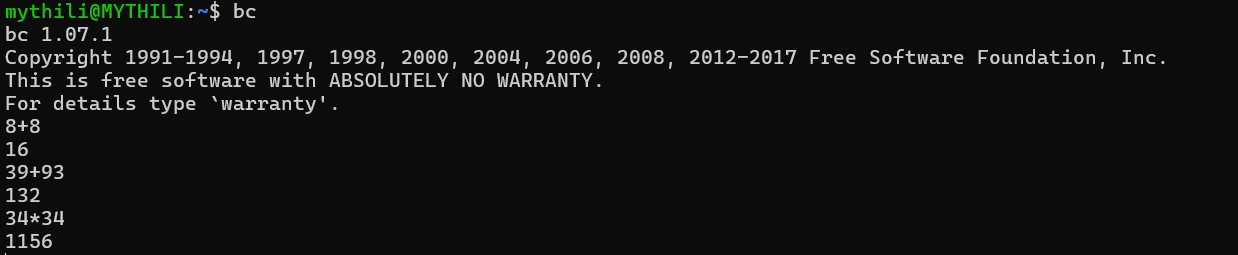 mythili@MYTHILI:~$ bc
bc 1.07.1
Copyright 1991-1994, 1997, 1998, 2000, 2004, 2006, 2008, 2012-2017 Free Software Foundation, Inc.
This is free software with ABSOLUTELY NO WARRANTY.
For details type `warranty'.
8+8
16
39+93
132
34*34
1156